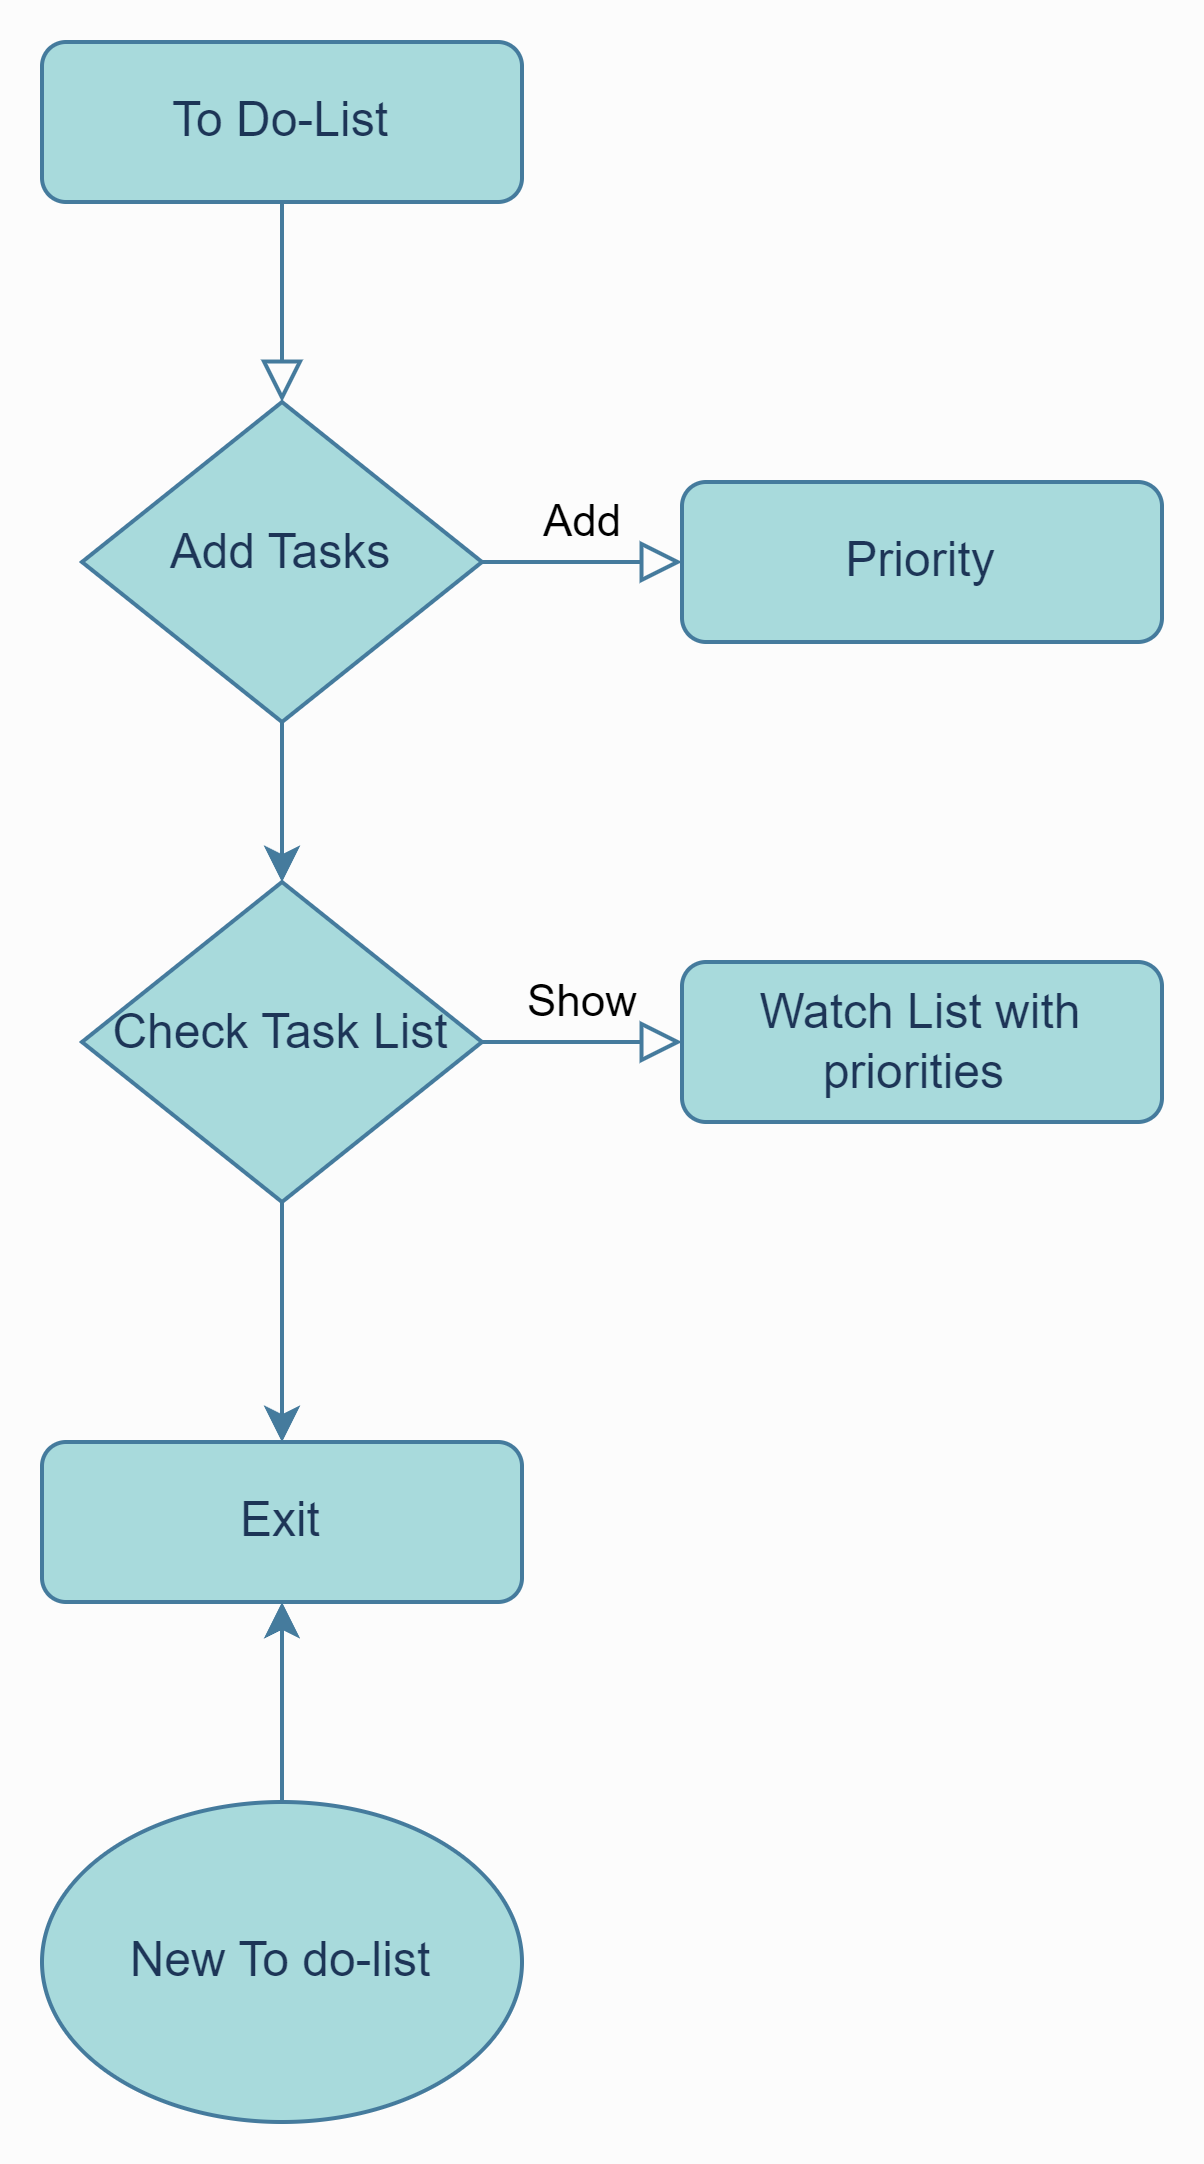 To Do-List
Add Tasks
Add
Priority
Check Task List
Show
Watch List with
priorities
Exit
New To do-list